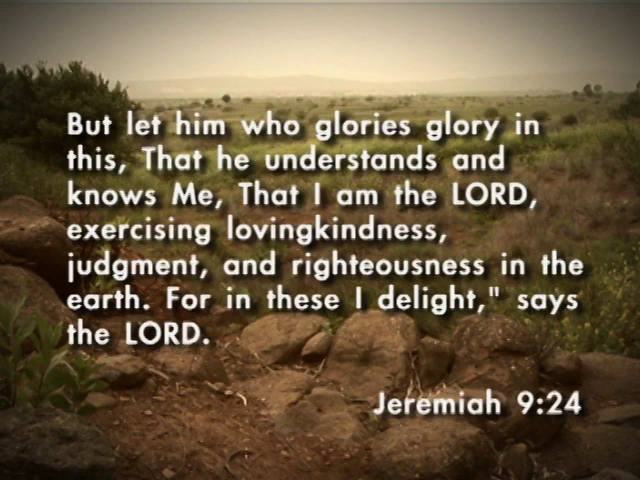 But let him who glories glory in
this, That he understands and
knows Me, That I am the LORD,
exercising lovingkindness,
judgment, and righteousness in the
earth. For in these I delight," says
the LORD.
Jeremiah 9:24